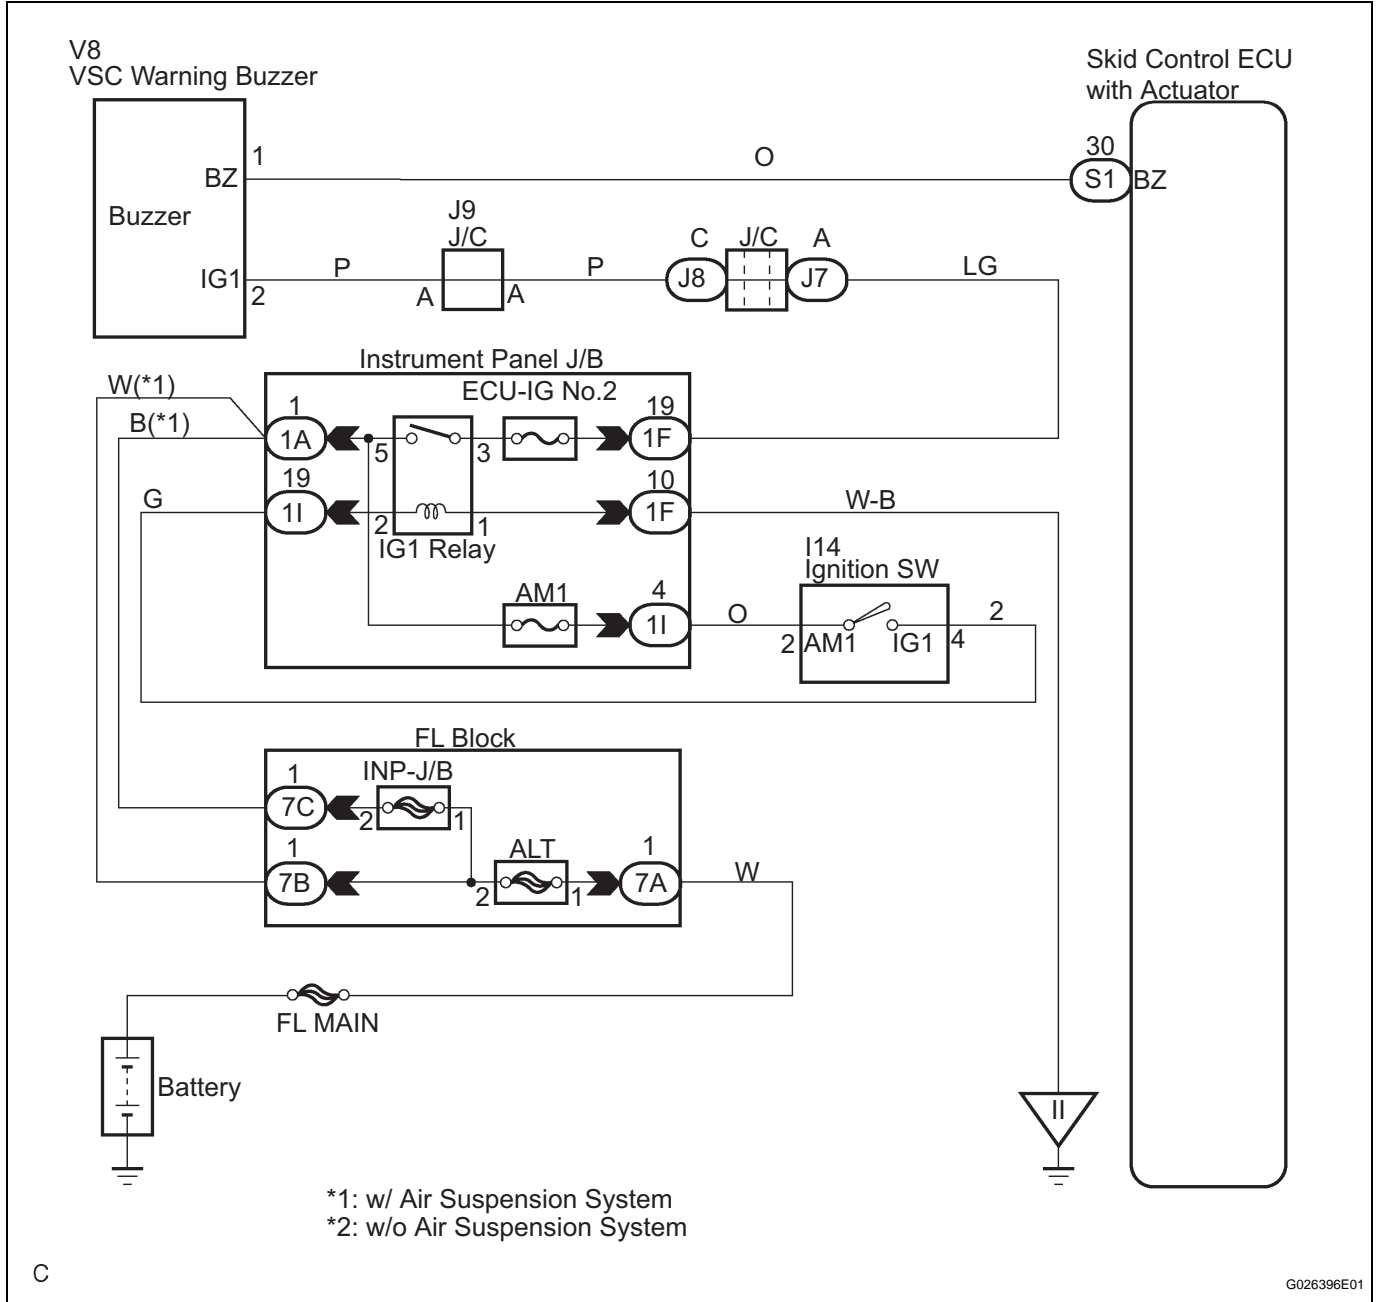 V8
VSC Warning Buzzer
Skid Control ECU
with Actuator
Buzzer
BZ
1
O
30
S1
BZ
IG1
2
P
J9
J/C
A
A
P
C
J/C
A
J8
J7
LG
Instrument Panel J/B
W(*1)
B(*1)
G
1
1A
5
ECU-IG No.2
3
19
1F
19
1I
2
1
IG1 Relay
10
1F
W-B
AM1
4
1I
O
I14
Ignition SW
2
AM1
IG1
4
2
FL Block
1
7C
INP-J/B
2
1
1
7B
ALT
2
1
1
7A
W
FL MAIN
Battery
II
*1: w/ Air Suspension System
*2: w/o Air Suspension System
C
G026396E01